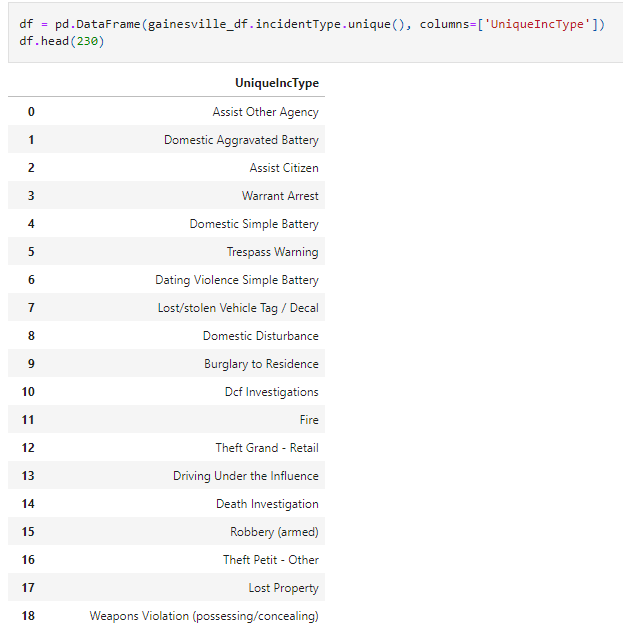 df = pd.DataFrame(gainesville_df.incidentType.unique(), columns=['UniqueIncType'])
df.head(230)
UniqueIncType
0 Assist Other Agency
1 Domestic Aggravated Battery
2 Assist Citizen
3 Warrant Arrest
4 Domestic Simple Battery
5 Trespass Warning
6 Dating Violence Simple Battery
7 Lost/stolen Vehicle Tag / Decal
8 Domestic Disturbance
9 Burglary to Residence
10 Dcf Investigations
11 Fire
12 Theft Grand - Retail
13 Driving Under the Influence
14 Death Investigation
15 Robbery (armed)
16 Theft Petit - Other
17 Lost Property
18 Weapons Violation (possessing/concealing)